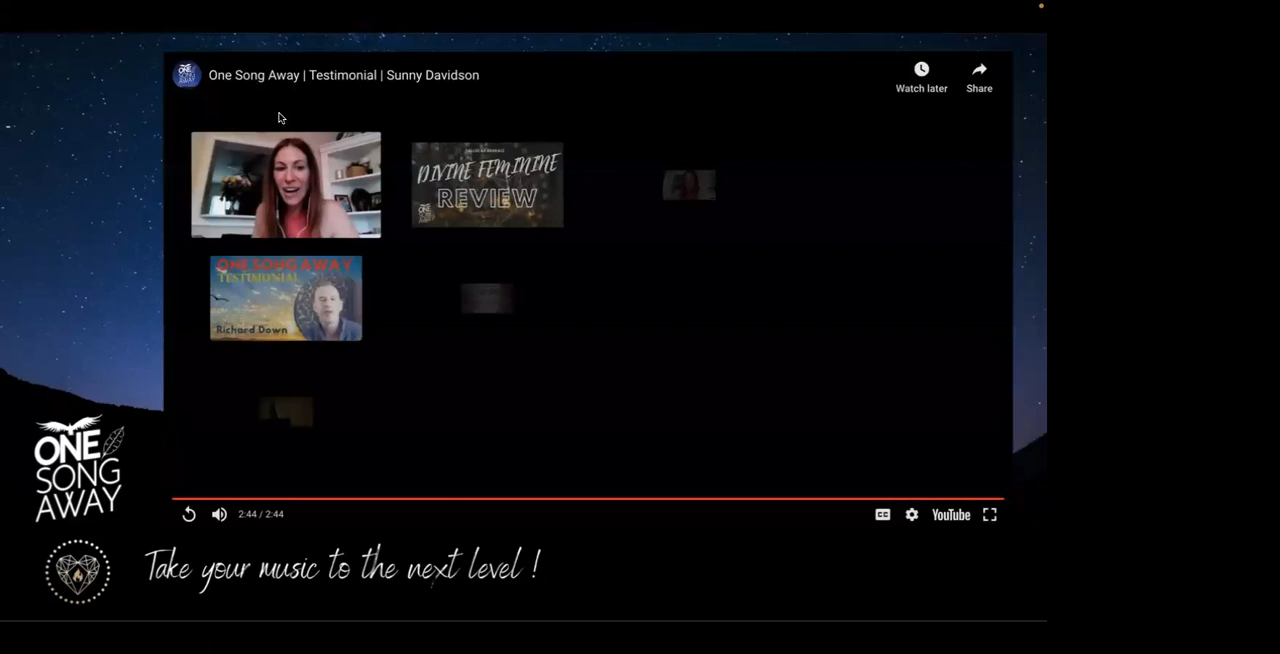 One Song Away | Testimonial | Sunny Davidson
Watch later
Share
DIVINE FEMININE
REVIEW
ONE SONG AWAY
TESTIMONIAL
Richard Down
2:44 / 2:44
CC
YouTube
ONE
SONG
AWAY
Take your music to the next level !